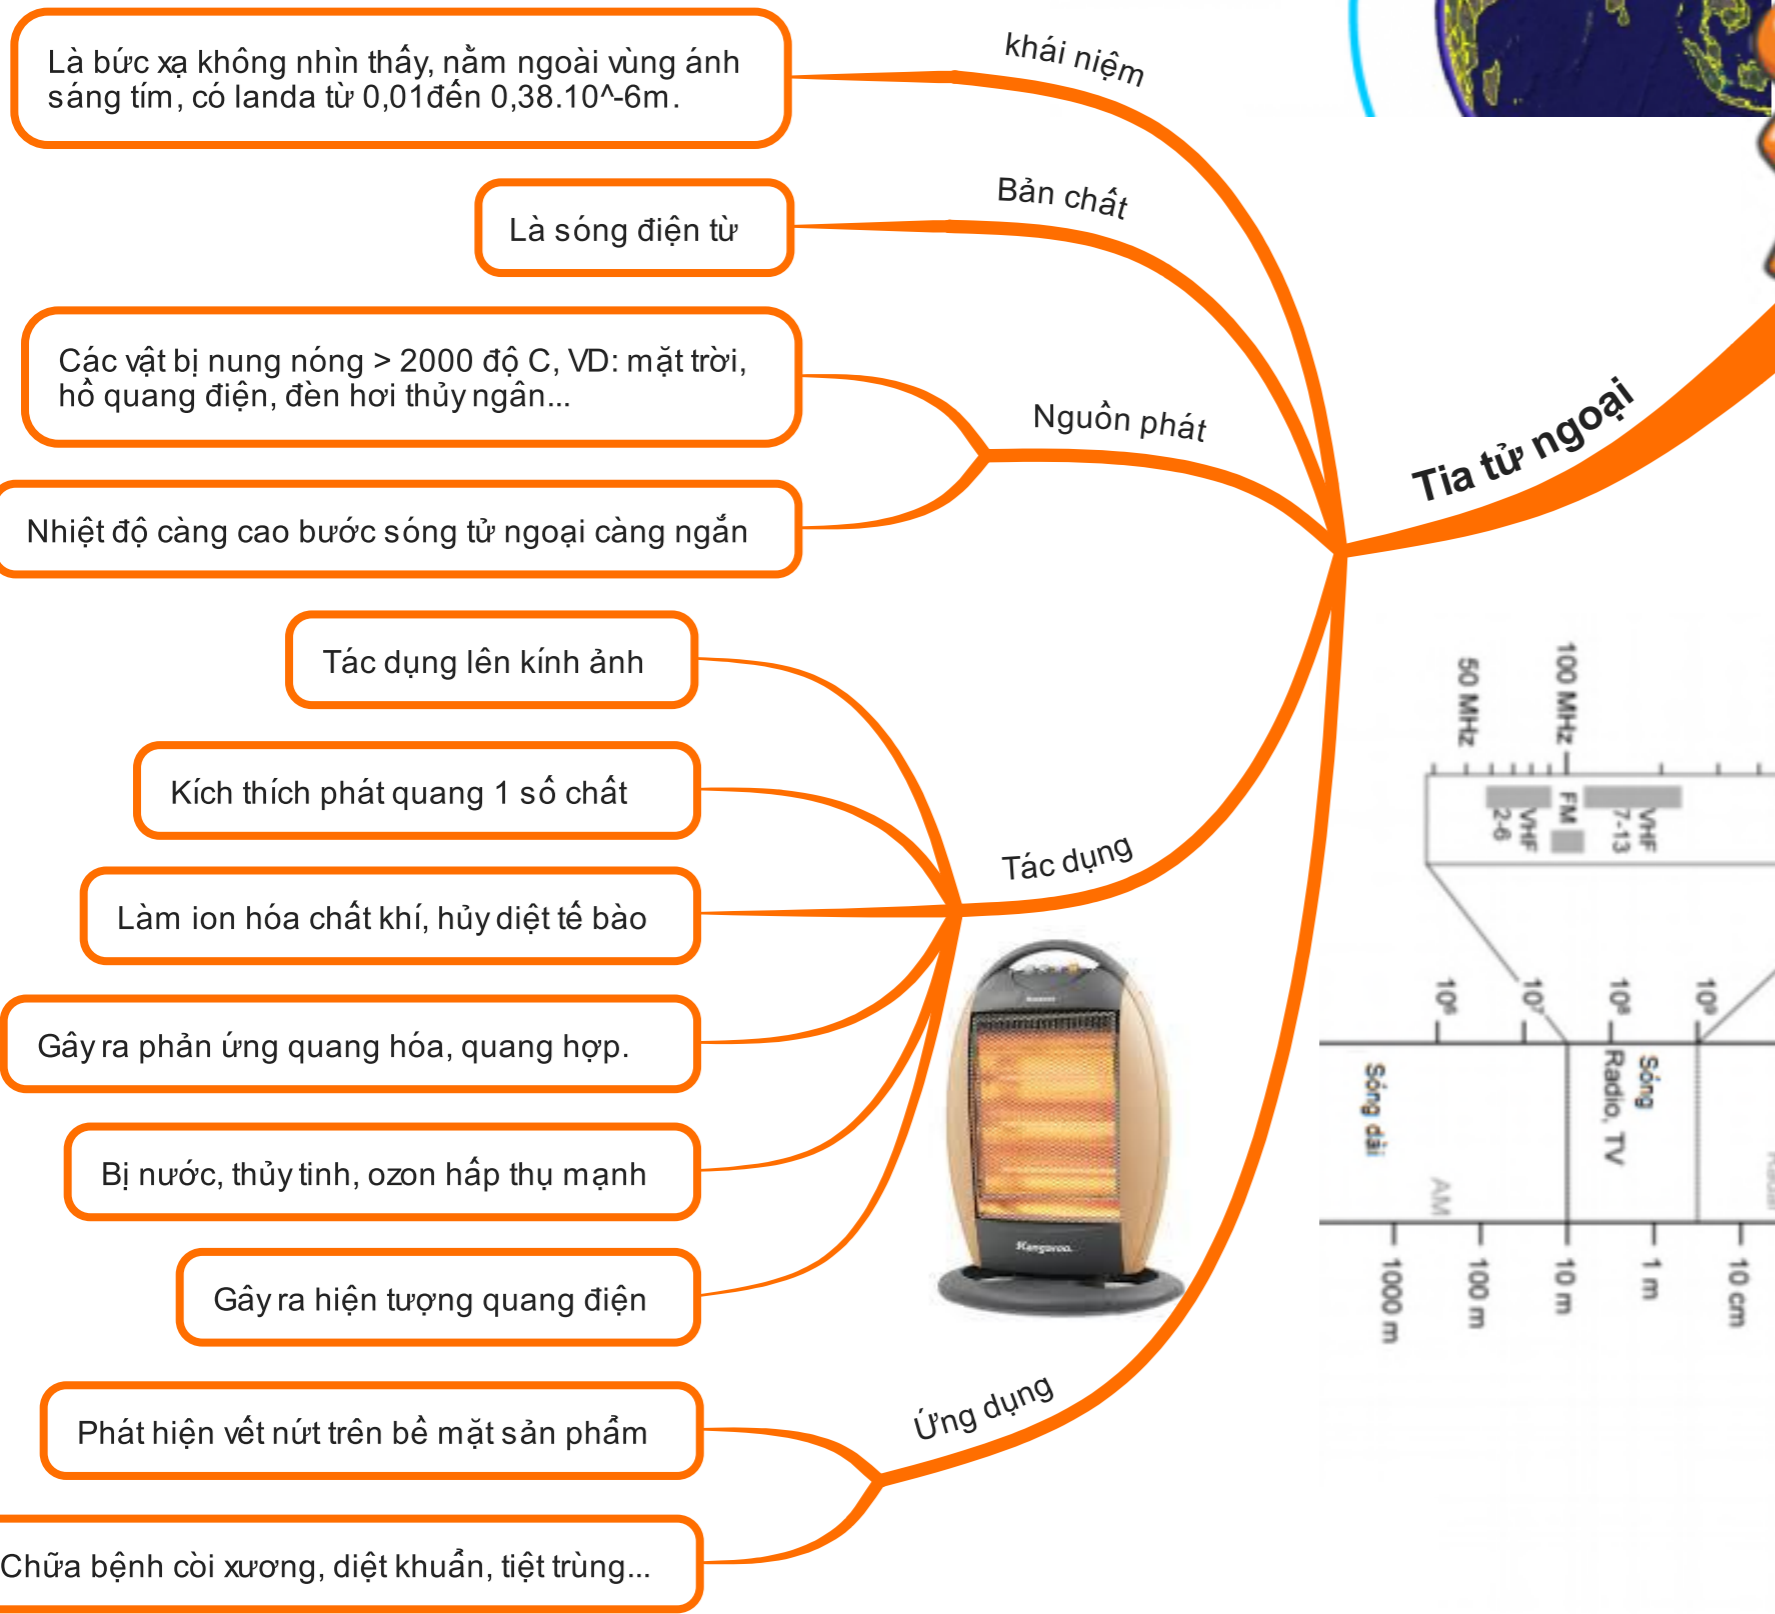 khái niệm
Là bức xạ không nhìn thấy, nằm ngoài vùng ánh
sáng tím, có landa từ 0,01đến 0,38.10^-6m.
Bản chất
Là sóng điện từ
Nguồn phát
Các vật bị nung nóng > 2000 độ C, VD: mặt trời,
hồ quang điện, đèn hơi thủy ngân...
Nhiệt độ càng cao bước sóng tử ngoại càng ngắn
Tia tử ngoại
Tác dụng
Tác dụng lên kính ảnh
Kích thích phát quang 1 số chất
Làm ion hóa chất khí, hủy diệt tế bào
Gây ra phản ứng quang hóa, quang hợp.
Bị nước, thủy tinh, ozon hấp thụ mạnh
Gây ra hiện tượng quang điện
Kangaroo
Ứng dụng
Phát hiện vết nứt trên bề mặt sản phẩm
Chữa bệnh còi xương, diệt khuẩn, tiệt trùng...
50 MHz
100 MHz
VHF
2-6
FM
VHF
7-13
10⁶
10⁷
10⁸
10⁹
Sóng dài
AM
Sóng
Radio, TV
1000 m
100 m
10 m
1 m
10 cm